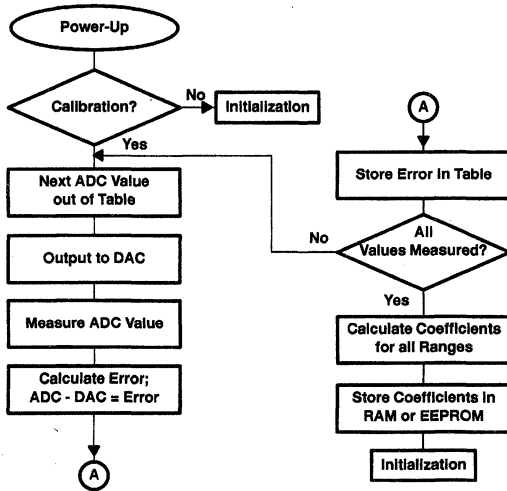 Power-Up
Calibration?
No
Initialization
Yes
Next ADC Value
out of Table
Output to DAC
Measure ADC Value
Calculate Error;
ADC - DAC = Error
A
A
Store Error in Table
All
Values Measured?
No
Yes
Calculate Coefficients
for all Ranges
Store Coefficients in
RAM or EEPROM
Initialization